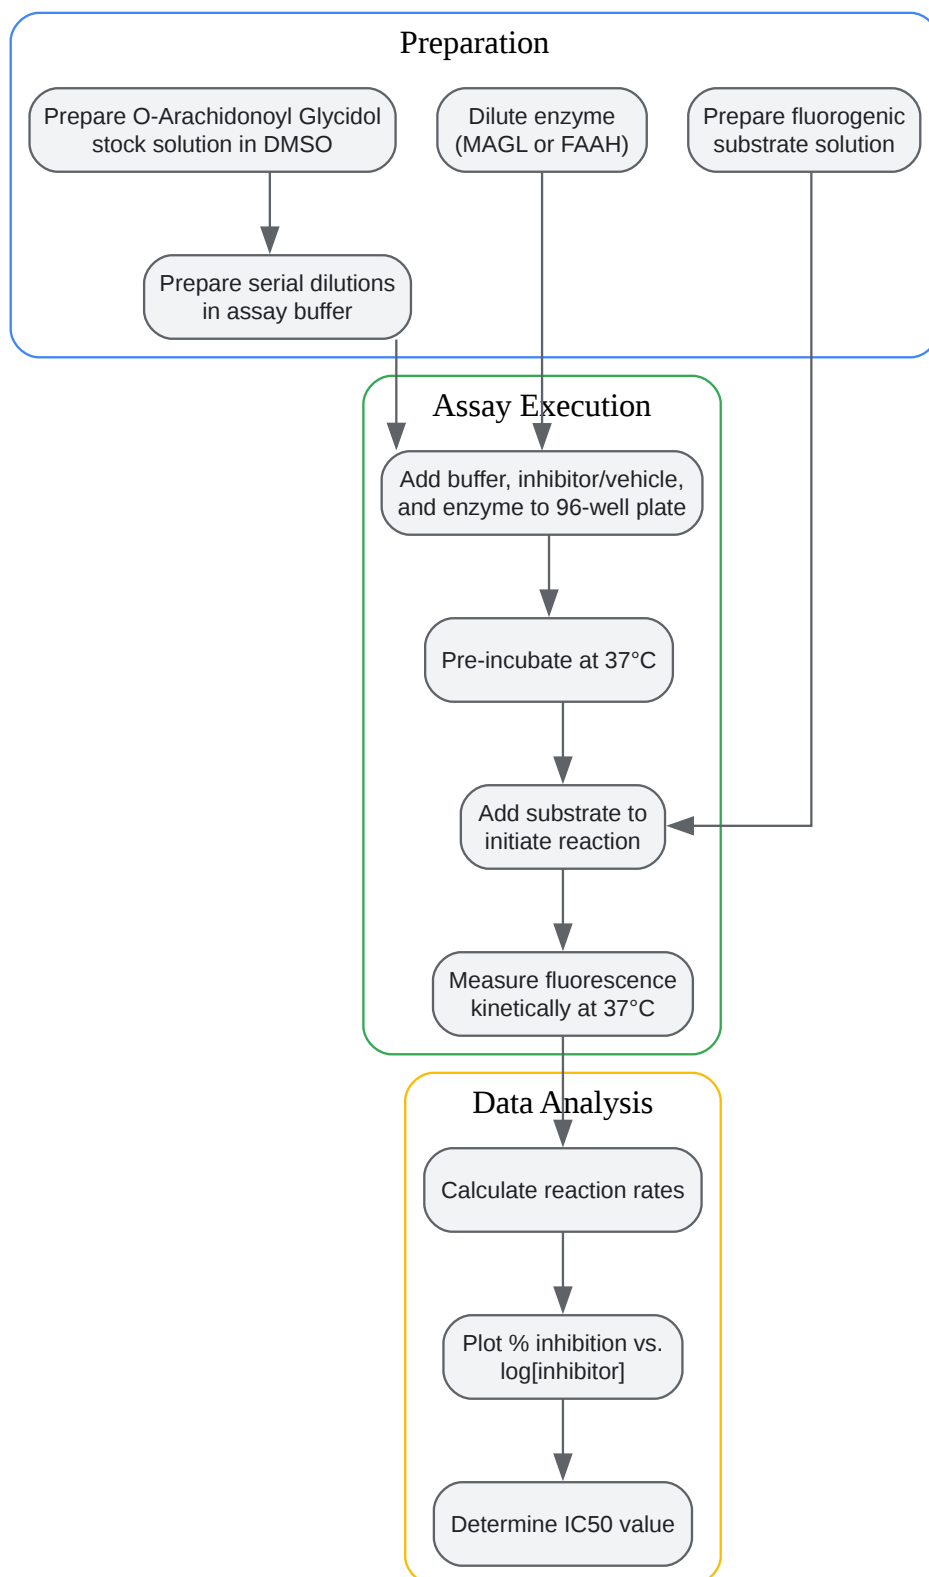 Preparation
Prepare O-Arachidonoyl Glycidol
stock solution in DMSO
Dilute enzyme
(MAGL or FAAH)
Prepare fluorogenic
substrate solution
Prepare serial dilutions
in assay buffer
Assay Execution
Add buffer, inhibitor/vehicle,
and enzyme to 96-well plate
Pre-incubate at 37°C
Add substrate to
initiate reaction
Measure fluorescence
kinetically at 37°C
Data Analysis
Calculate reaction rates
Plot % inhibition vs.
log[inhibitor]
Determine IC50 value